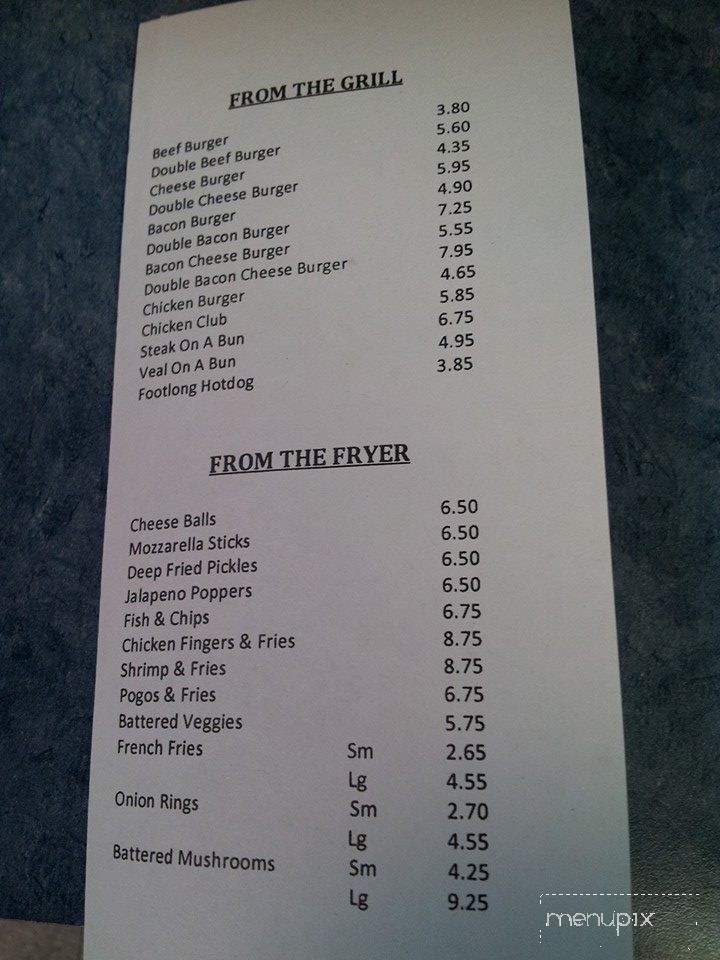 FROM THE GRILL
Beef Burger 3.80
Double Beef Burger 5.60
Cheese Burger 4.35
Double Cheese Burger 5.95
Bacon Burger 4.90
Double Bacon Burger 7.25
Bacon Cheese Burger 5.55
Double Bacon Cheese Burger 7.95
Chicken Burger 4.65
Chicken Club 5.85
Steak On A Bun 6.75
Veal On A Bun 4.95
Footlong Hotdog 3.85
FROM THE FRYER
Cheese Balls 6.50
Mozzarella Sticks 6.50
Deep Fried Pickles 6.50
Jalapeno Poppers 6.50
Fish & Chips 6.75
Chicken Fingers & Fries 8.75
Shrimp & Fries 8.75
Pogos & Fries 6.75
Battered Veggies 5.75
French Fries Sm 2.65
Lg 4.55
Onion Rings Sm 2.70
Lg 4.55
Battered Mushrooms Sm 4.25
Lg 9.25
menupix